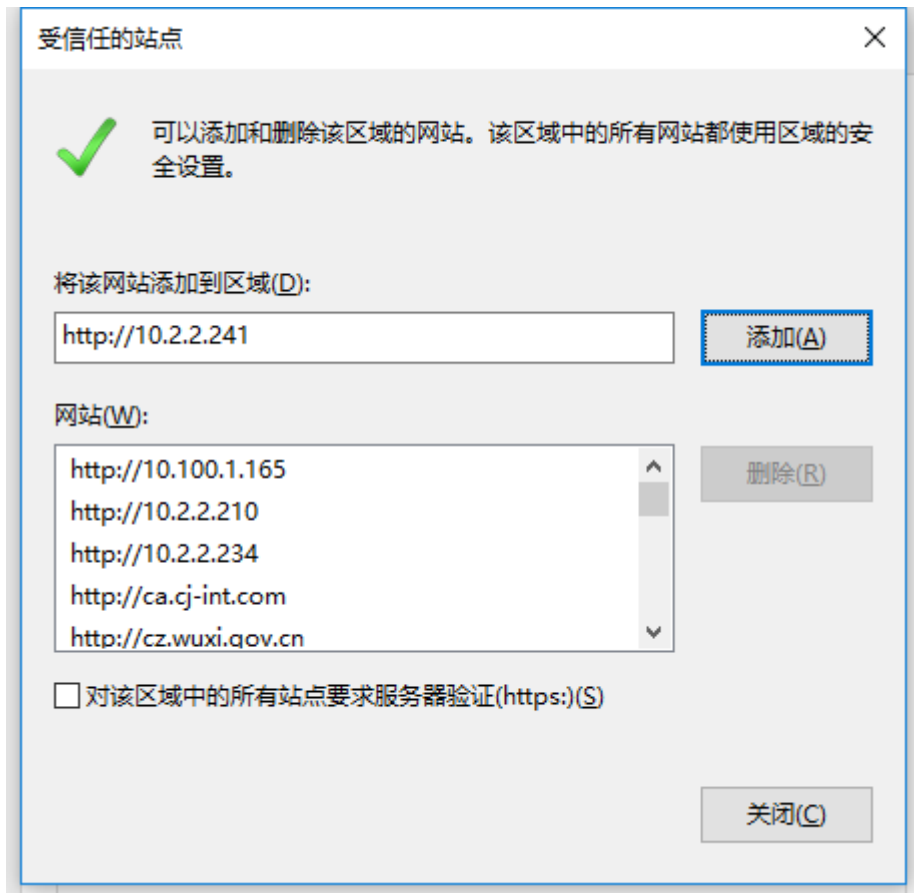 受信任的站点
可以添加和删除该区域的网站。该区域中的所有网站都使用区域的安
全设置。
将该网站添加到区域(D):
http://10.2.2.241
添加(A)
网站(W):
http://10.100.1.165
删除(R)
http://10.2.2.210
http://10.2.2.234
http://ca.cj-int.com
http://cz.wuxi.gov.cn
对该区域中的所有站点要求服务器验证(https:)(S)
关闭(C)